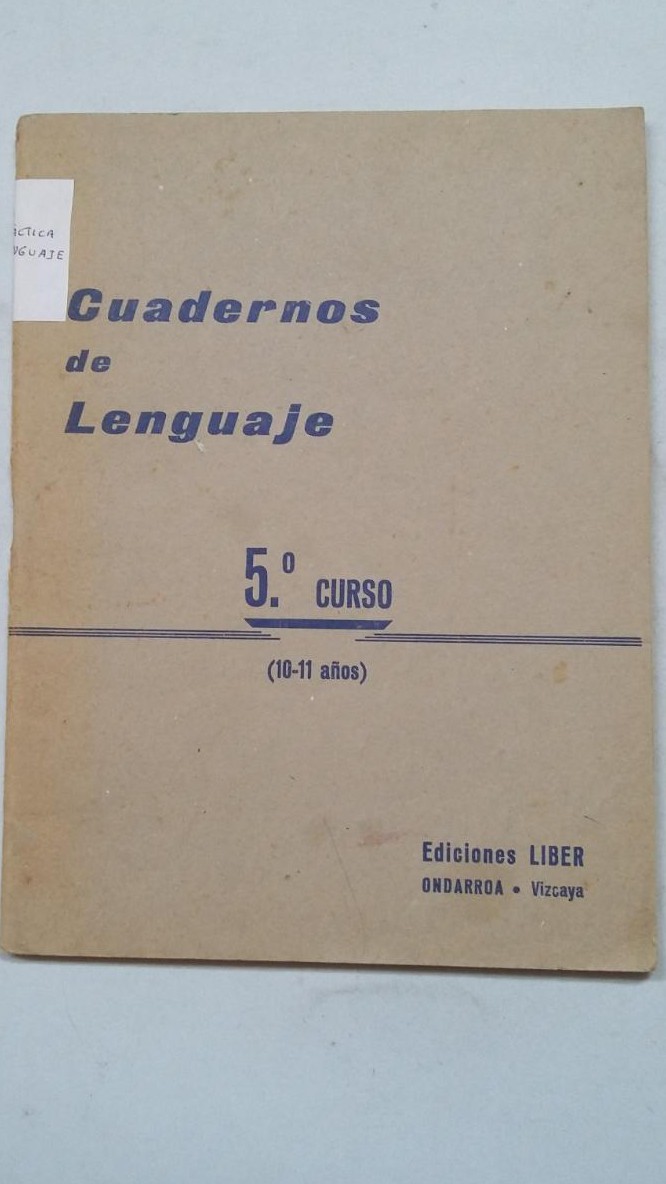 Cuadernos
de
Lenguaje
5.º CURSO
(10-11 años)
Ediciones LIBER
ONDARROA • Vizcaya